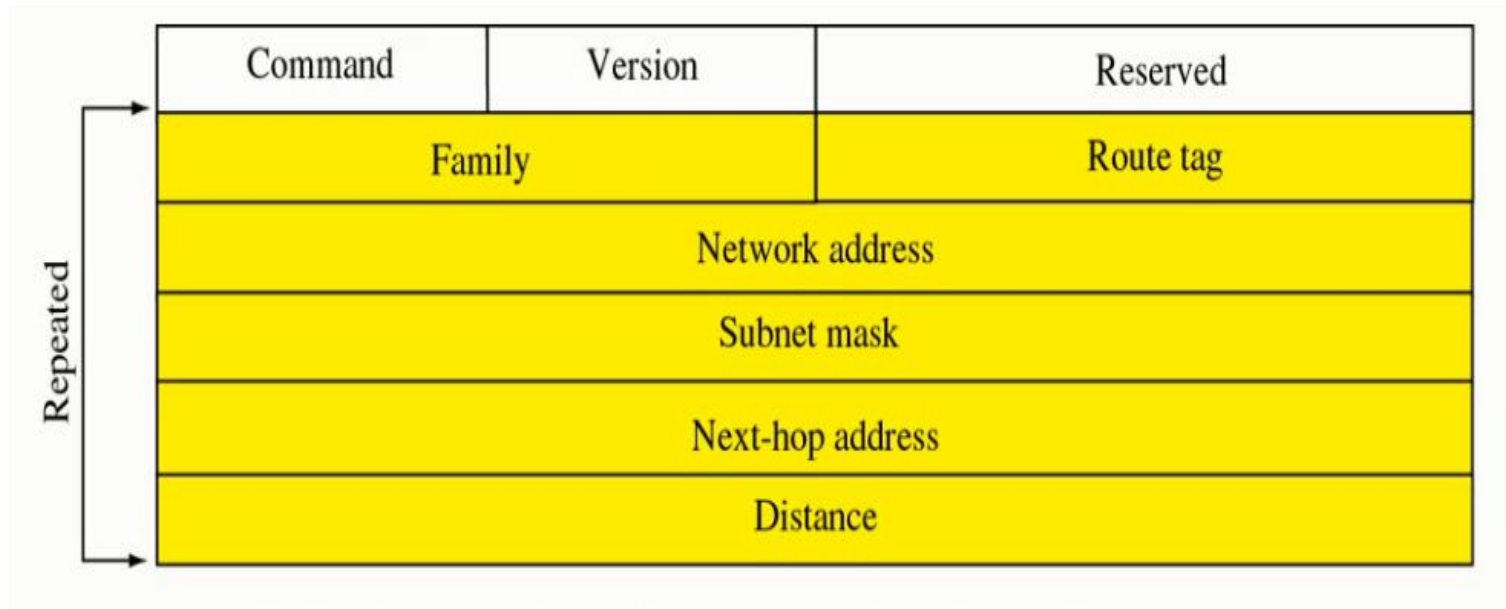 Command Version Reserved
Family Route tag
Network address
Subnet mask
Next-hop address
Distance
Repeated